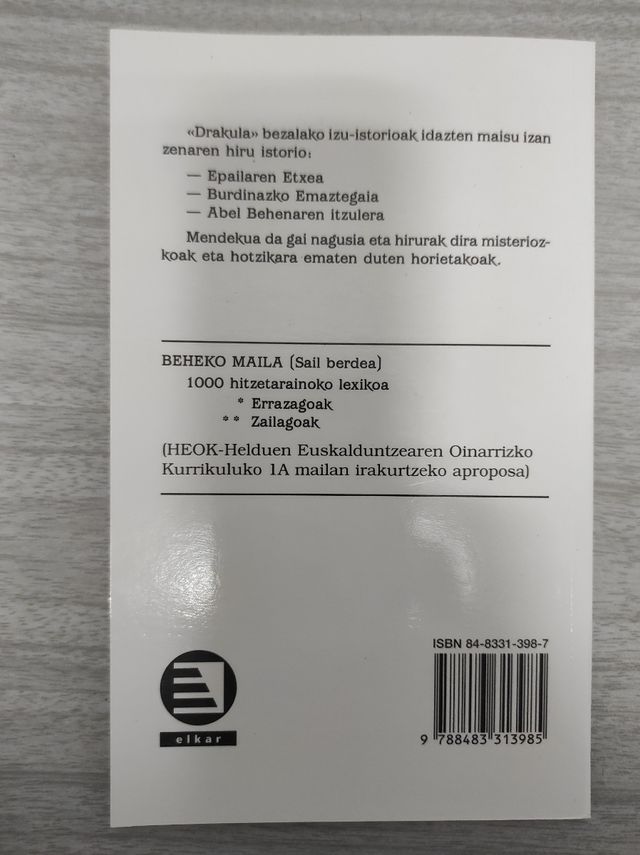 «Drakula» bezalako izu-istorioak idazten maisu izan
zenaren hiru istorio:
— Epailaren Etxea
— Burdinazko Emaztegaia
— Abel Behenaren itzulera
Mendekua da gai nagusia eta hirurak dira misterioz-
koak eta hotzikara ematen duten horietakoak.
BEHEKO MAILA (Sail berdea)
1000 hitzetarainoko lexikoa
* Errazagoak
** Zailagoak
(HEOK-Helduen Euskalduntzearen Oinarrizko
Kurrikuluko 1A mailan irakurtzeko aproposa)
ISBN 84-8331-398-7
9 788483 313985
elkar